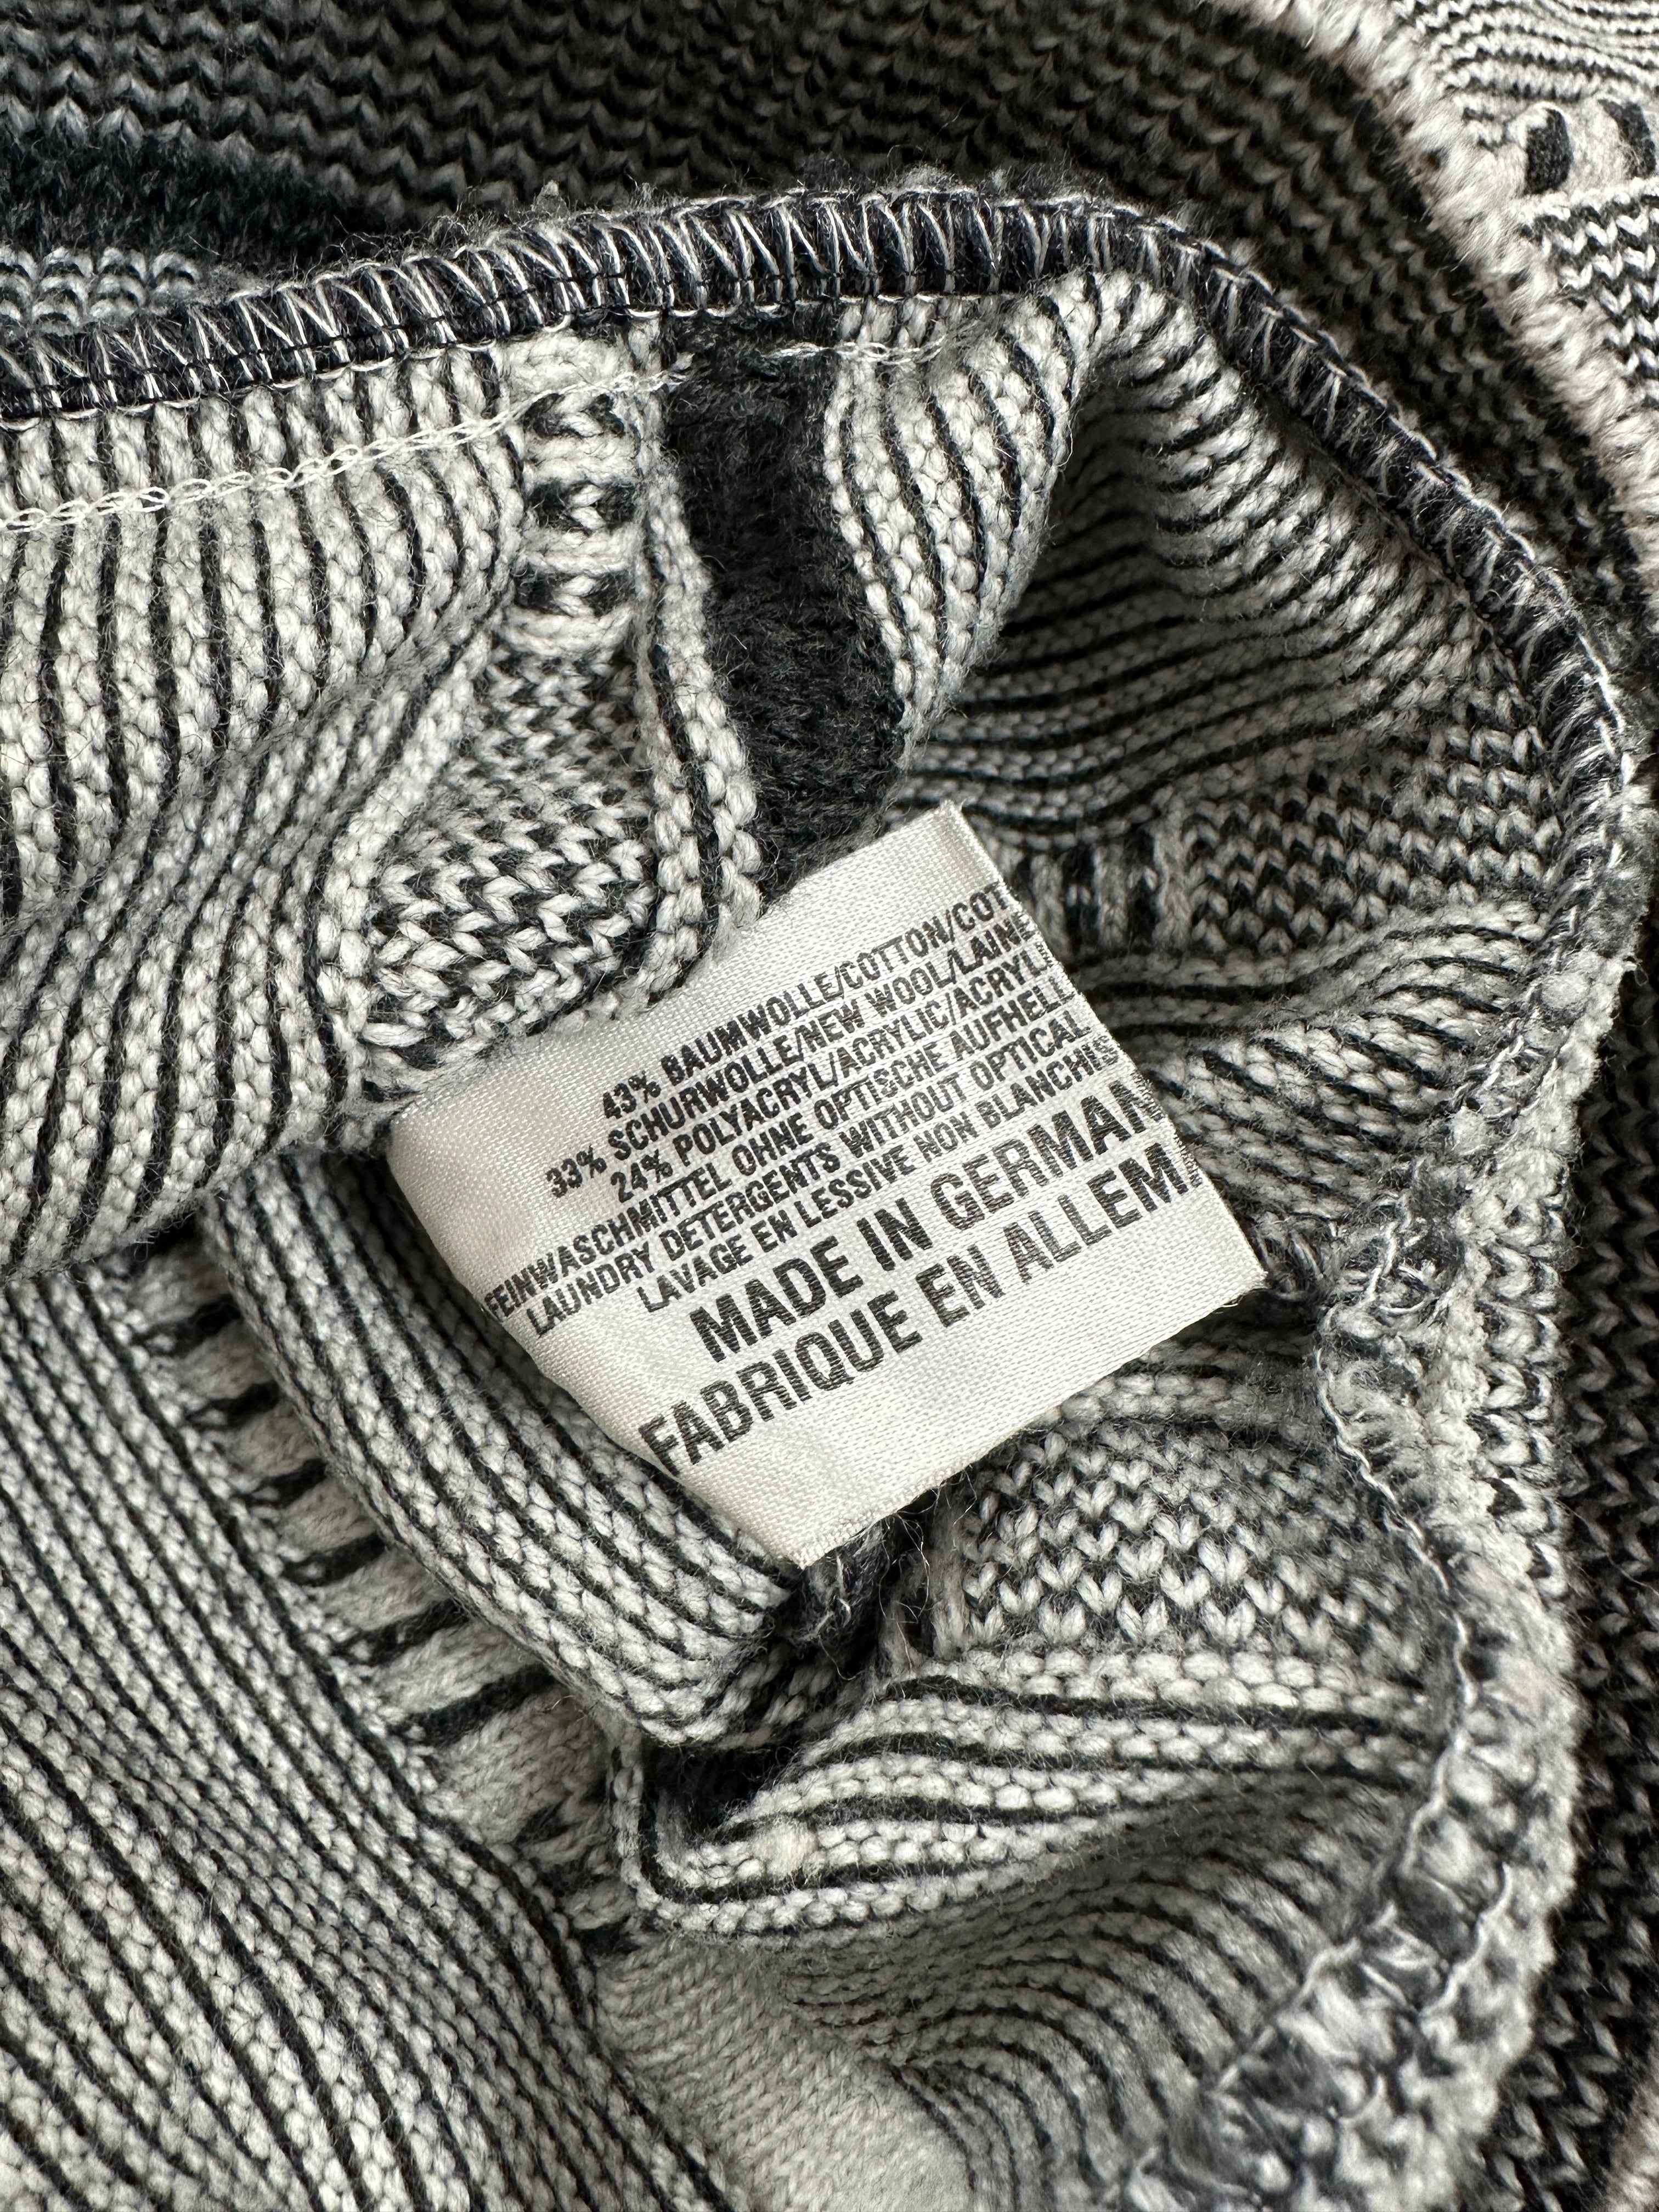 43% BAUMWOLLE/COTTON/COT
33% SCHURWOLLE/NEW WOOL/LAINE
24% POLYACRYL/ACRYLIC/ACRYLI
FEINWASCHMITTEL OHNE OPTISCHE AUFHELL
LAUNDRY DETERGENTS WITHOUT OPTICAL
LAVAGE EN LESSIVE NON BLANCHIS
MADE IN GERMAN
FABRIQUE EN ALLEM